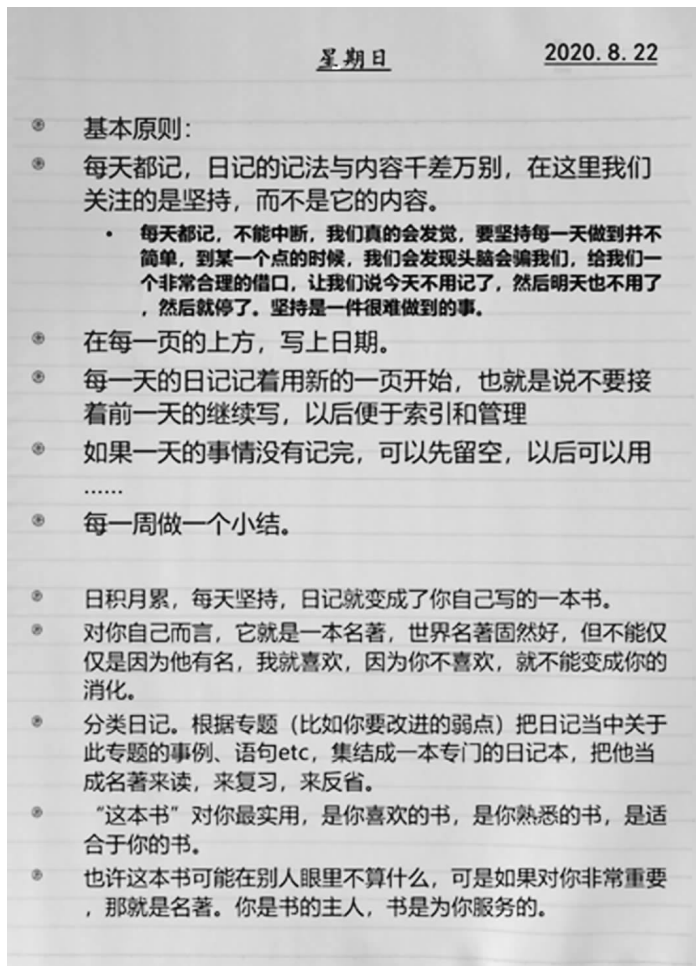 星期日
2020.8.22
基本原则：
每天都记，日记的记法与内容千差万别，在这里我们
关注的是坚持，而不是它的内容。
每天都记，不能中断，我们真的会发觉，要坚持每一天做到并不
简单，到某一个点的时候，我们会发现头脑会骗我们，给我们一
个非常合理的借口，让我们说今天不用记了，然后明天也不用了
，然后就停了。坚持是一件很难做到的事。
在每一页的上方，写上日期。
每一天的日记记着用新的一页开始，也就是说不要接
着前一天的继续写，以后便于索引和管理
如果一天的事情没有记完，可以先留空，以后可以用
……
每一周做一个小结。
日积月累，每天坚持，日记就变成了你自己写的一本书。
对你自己而言，它就是一本名著，世界名著固然好，但不能仅
仅是因为他有名，我就喜欢，因为你不喜欢，就不能变成你的
消化。
分类日记。根据专题（比如你要改进的弱点）把日记当中关于
此专题的事例、语句etc，集结成一本专门的日记本，把他当
成名著来读，来复习，来反省。
“这本书”对你最实用，是你喜欢的书，是你熟悉的书，是适
合于你的书。
也许这本书可能在别人眼里不算什么，可是如果对你非常重要
，那就是名著。你是书的主人，书是为你服务的。